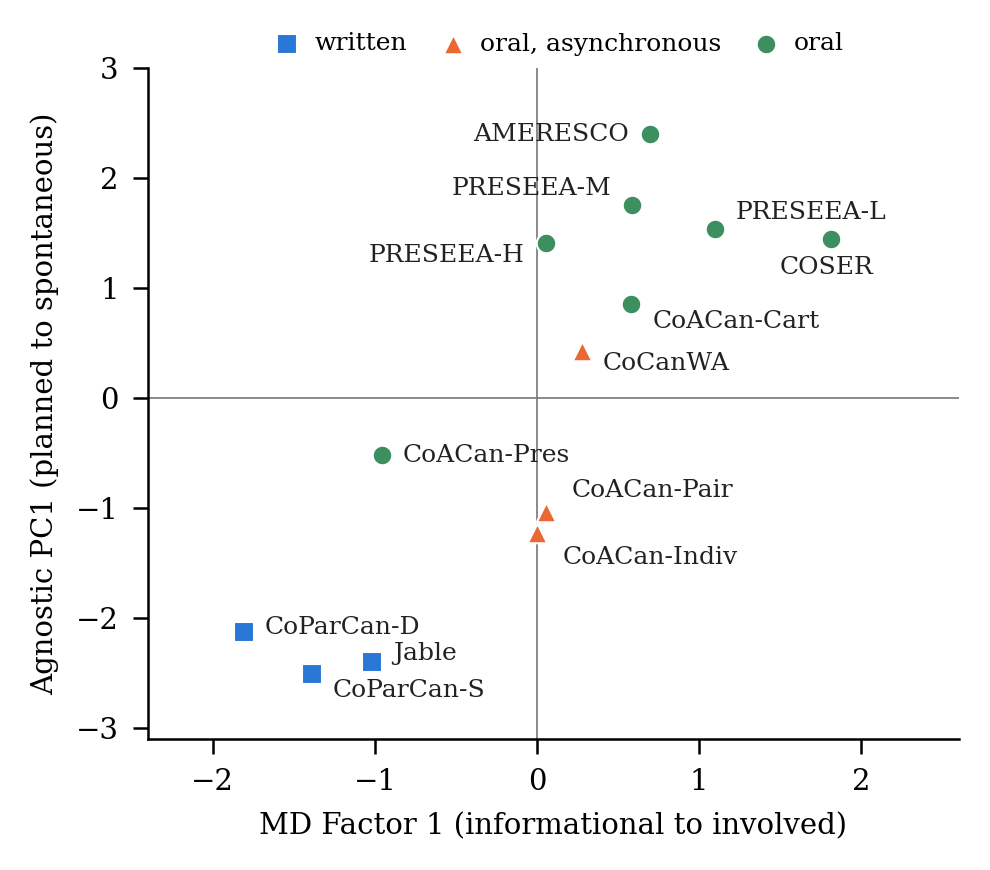 written oral, asynchronous oral
3
AMERESCO
2
PRESEEA-M
PRESEEA-L
PRESEEA-H
COSER
1
CoACan-Cart
CoCanWA
0
CoACan-Pres
CoACan-Pair
−1
CoACan-Indiv
−2
CoParCan-D
Jable
CoParCan-S
−3
−2 −1 0 1 2
MD Factor 1 (informational to involved)
Agnostic PC1 (planned to spontaneous)